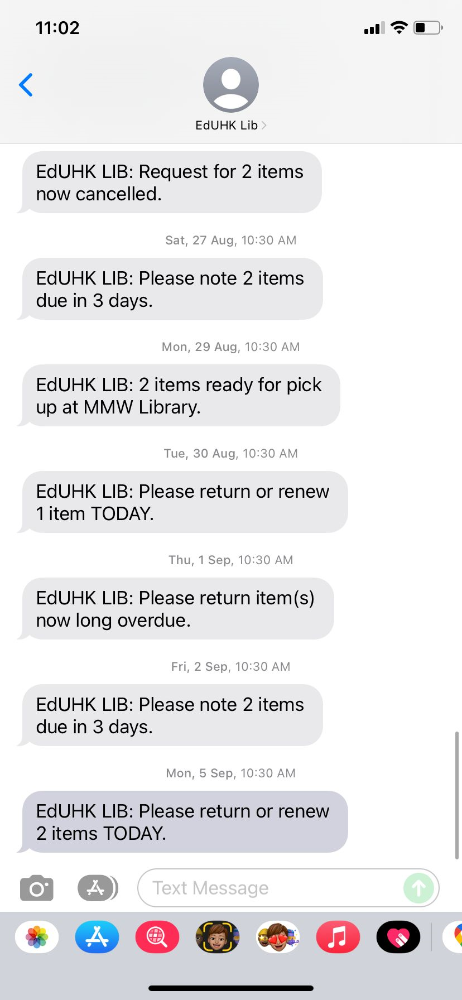 11:02
EdUHK Lib
EdUHK LIB: Request for 2 items
now cancelled.
Sat, 27 Aug, 10:30 AM
EdUHK LIB: Please note 2 items
due in 3 days.
Mon, 29 Aug, 10:30 AM
EdUHK LIB: 2 items ready for pick
up at MMW Library.
Tue, 30 Aug, 10:30 AM
EdUHK LIB: Please return or renew
1 item TODAY.
Thu, 1 Sep, 10:30 AM
EdUHK LIB: Please return item(s)
now long overdue.
Fri, 2 Sep, 10:30 AM
EdUHK LIB: Please note 2 items
due in 3 days.
Mon, 5 Sep, 10:30 AM
EdUHK LIB: Please return or renew
2 items TODAY.
Text Message